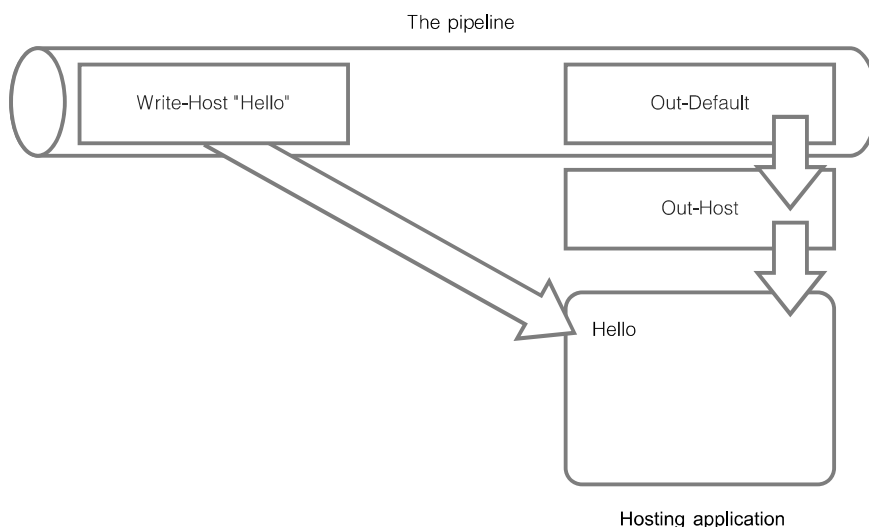 The pipeline
Write-Host "Hello"
Out-Default
Out-Host
Hello
Hosting application